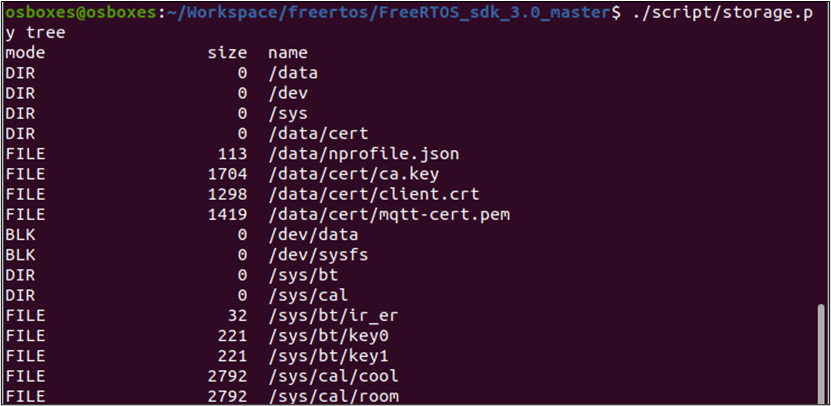 osboxes@osboxes:~/Workspace/freertos/FreeRTOS_sdk_3.0_master$ ./script/storage.p
y tree
mode size name
DIR 0 /data
DIR 0 /dev
DIR 0 /sys
DIR 0 /data/cert
FILE 113 /data/nprofile.json
FILE 1704 /data/cert/ca.key
FILE 1298 /data/cert/client.crt
FILE 1419 /data/cert/mqtt-cert.pem
BLK 0 /dev/data
BLK 0 /dev/sysfs
DIR 0 /sys/bt
DIR 0 /sys/cal
FILE 32 /sys/bt/ir_er
FILE 221 /sys/bt/key0
FILE 221 /sys/bt/key1
FILE 2792 /sys/cal/cool
FILE 2792 /sys/cal/room